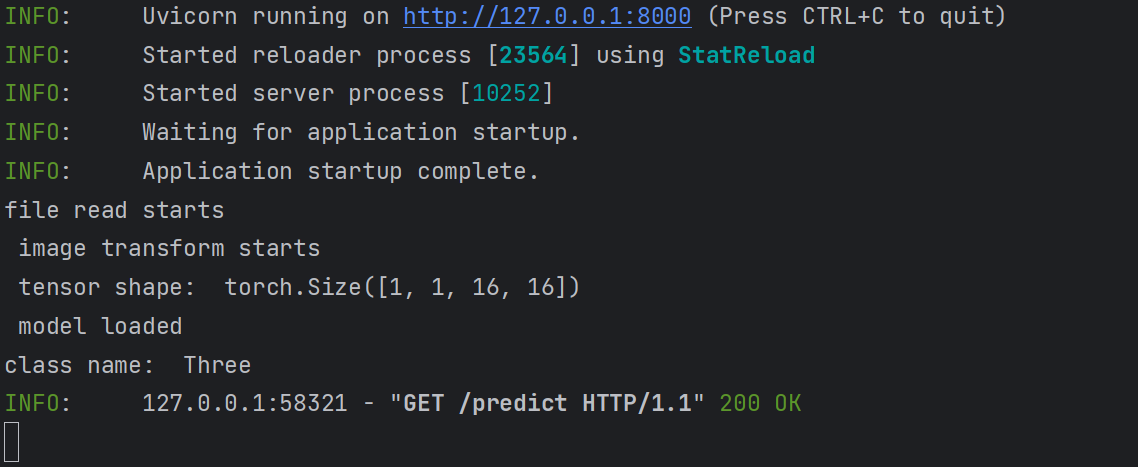 INFO:     Uvicorn running on http://127.0.0.1:8000 (Press CTRL+C to quit)
INFO:     Started reloader process [23564] using StatReload
INFO:     Started server process [10252]
INFO:     Waiting for application startup.
INFO:     Application startup complete.
file read starts
 image transform starts
 tensor shape:  torch.Size([1, 1, 16, 16])
 model loaded
class name:  Three
INFO:     127.0.0.1:58321 - "GET /predict HTTP/1.1" 200 OK